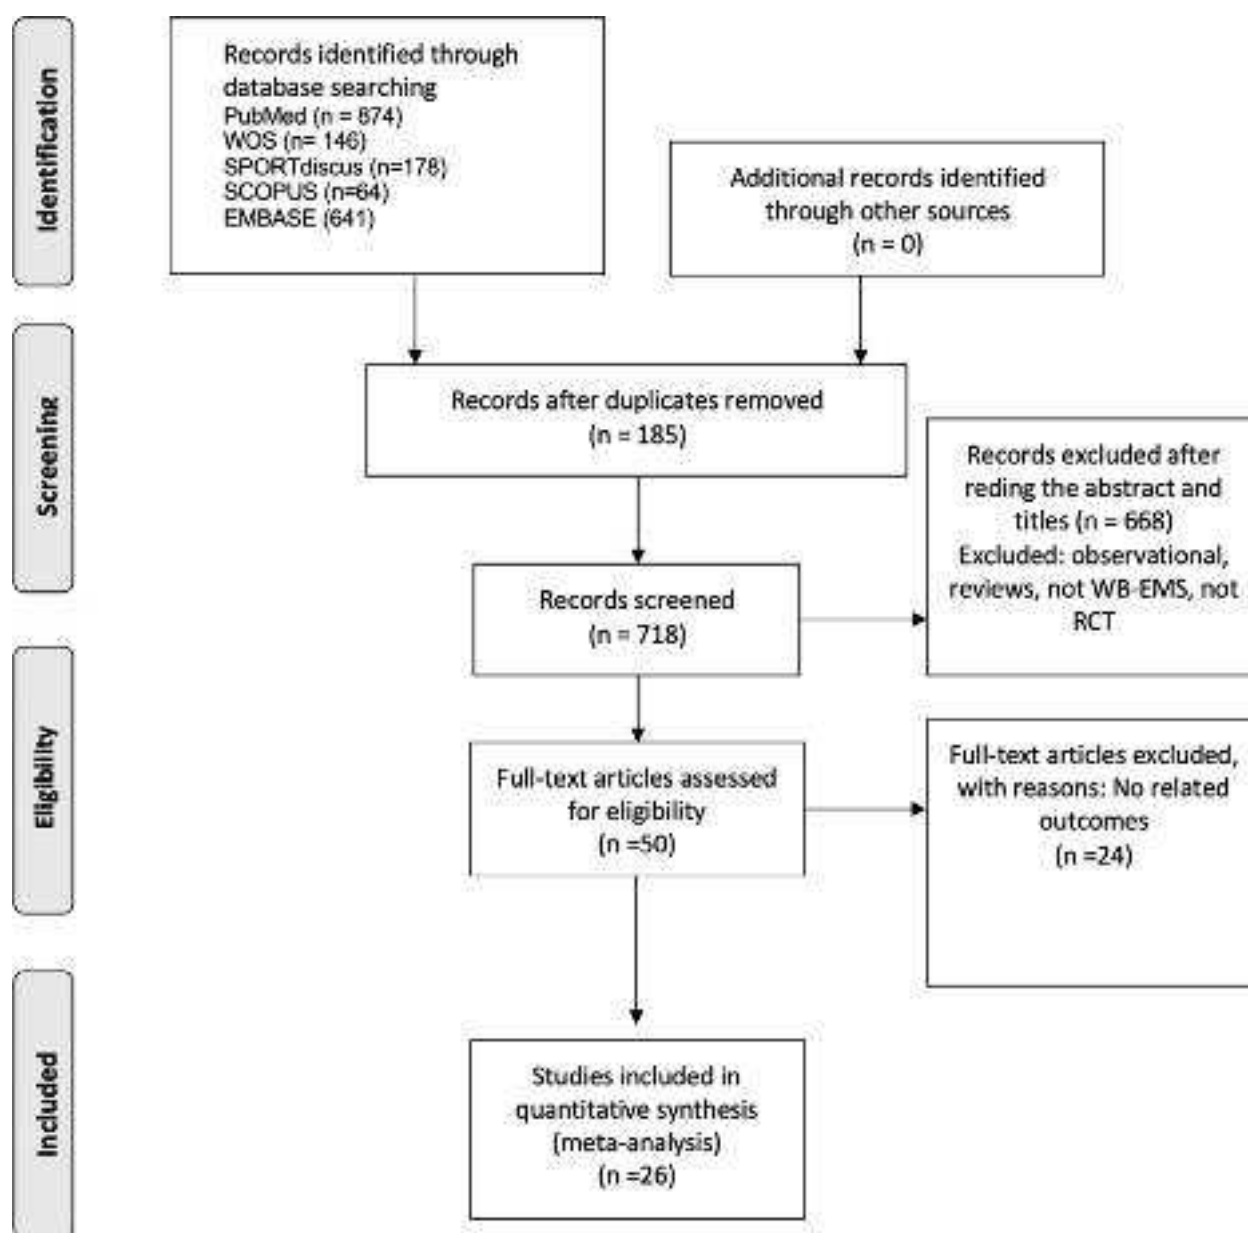 Identification
Records identified through
database searching
PubMed (n = 874)
WOS (n= 146)
SPORTdiscus (n=178)
SCOPUS (n=64)
EMBASE (641)
Additional records identified
through other sources
(n = 0)
Screening
Records after duplicates removed
(n = 185)
Records excluded after
reding the abstract and
titles (n = 668)
Excluded: observational,
reviews, not WB-EMS, not
RCT
Records screened
(n = 718)
Eligibility
Full-text articles assessed
for eligibility
(n =50)
Full-text articles excluded,
with reasons: No related
outcomes
(n =24)
Included
Studies included in
quantitative synthesis
(meta-analysis)
(n =26)